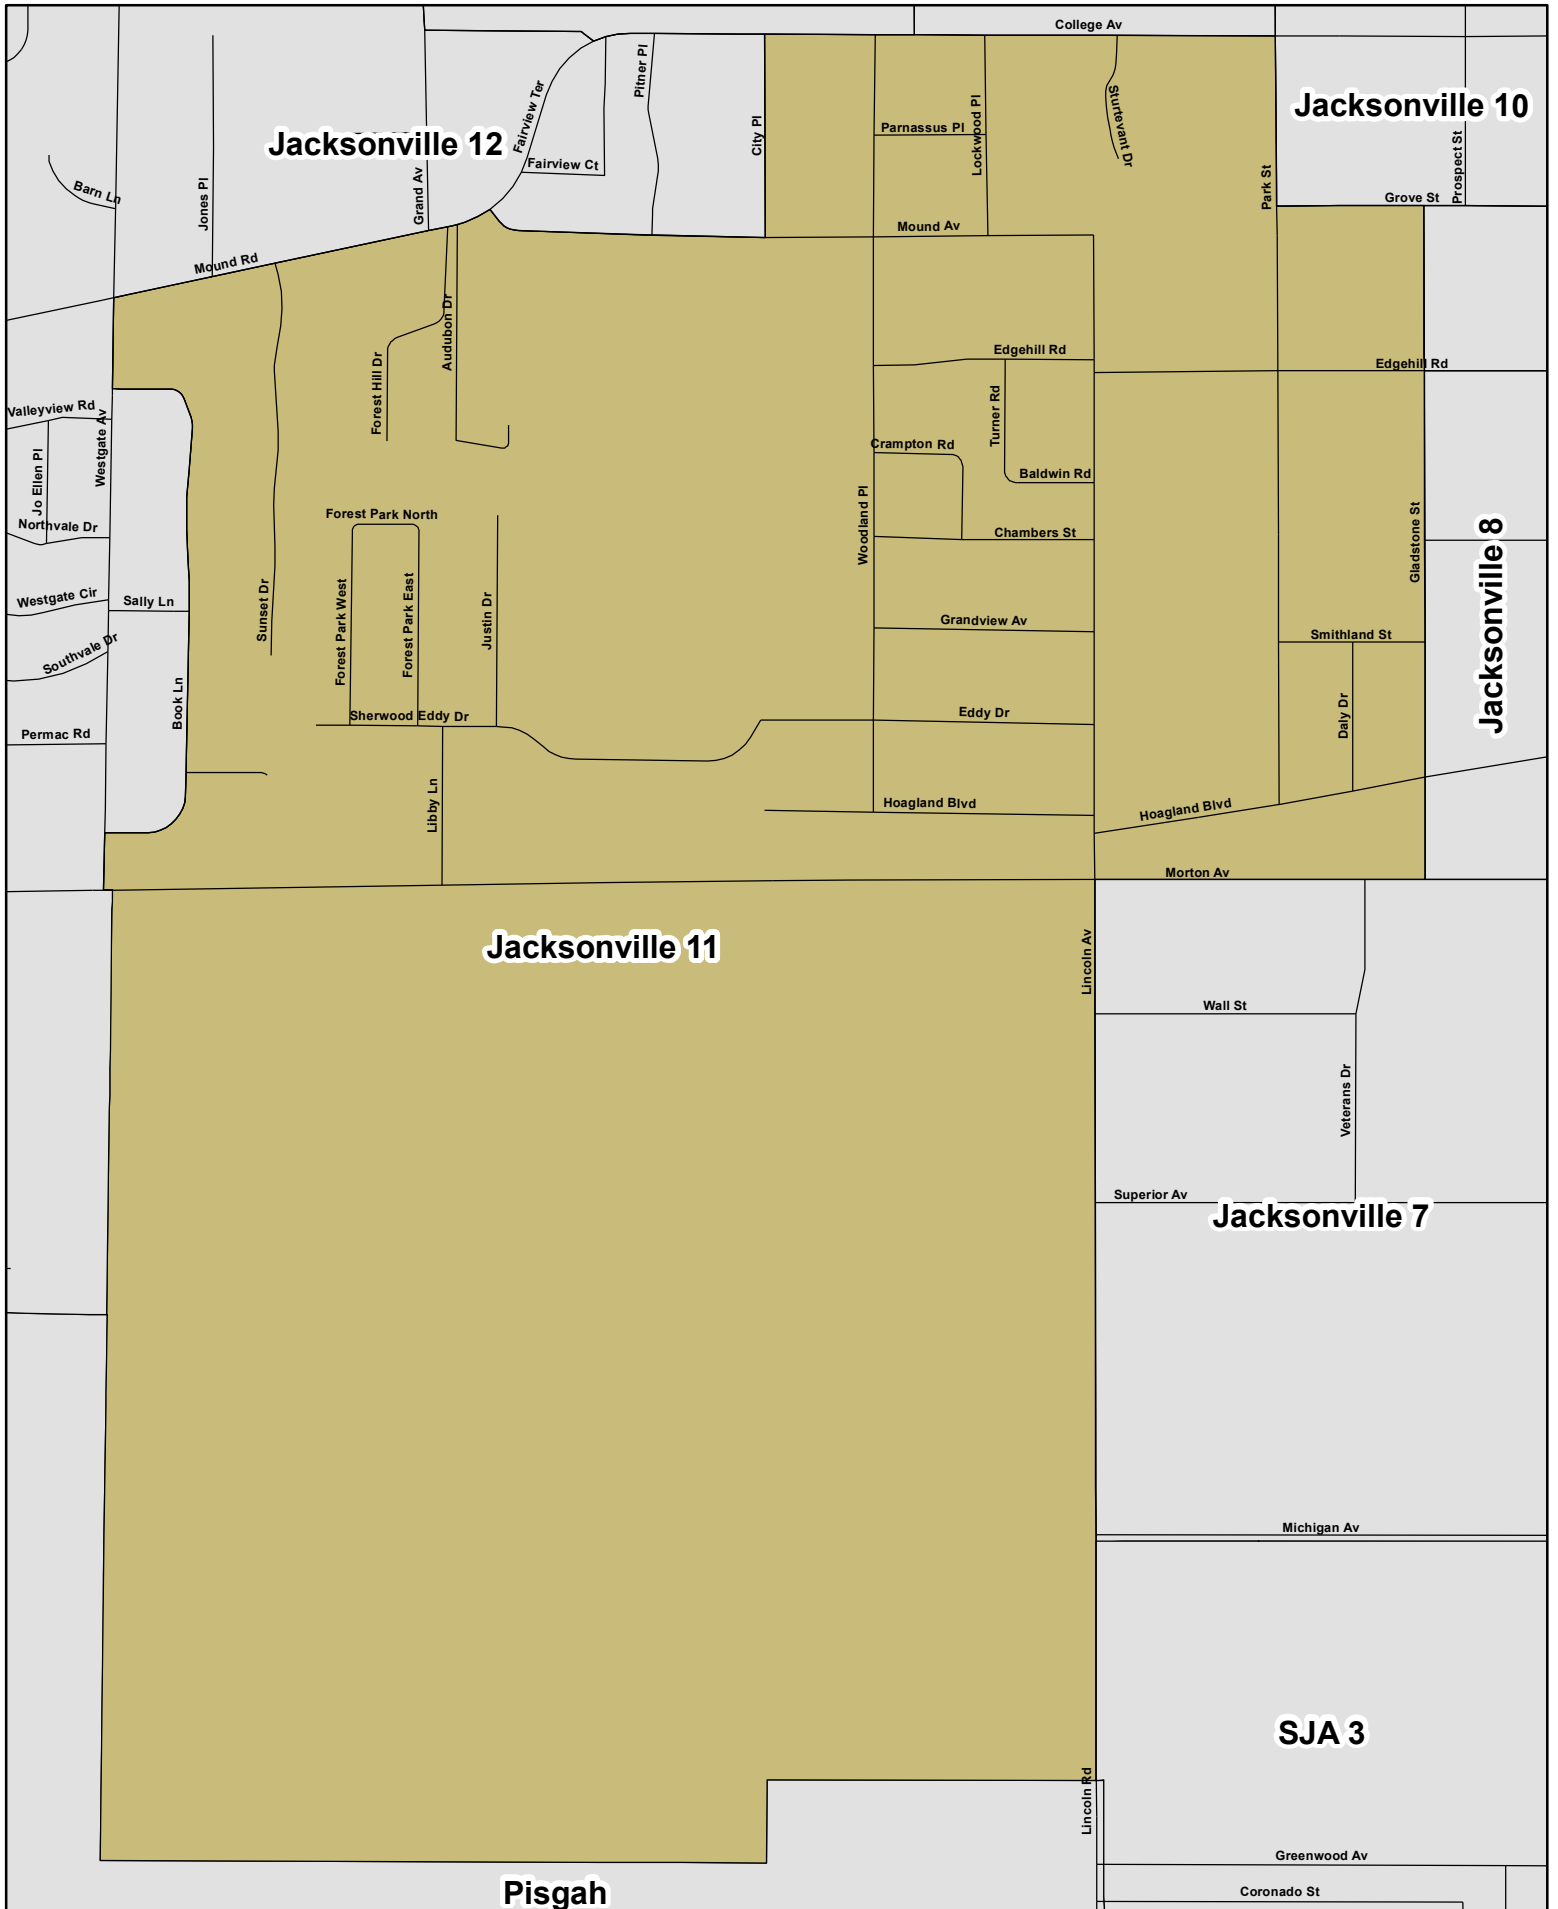 College Av
Jacksonville 10
Jacksonville 12
Fairview Ter
Pitner Pl
City Pl
Parnassus Pl
Lockwood Pl
Sturtevant Dr
Park St
Prospect St
Grove St
Fairview Ct
Barn Ln
Jones Pl
Grand Av
Mound Rd
Mound Av
Audubon Dr
Forest Hill Dr
Edgehill Rd
Edgehill Rd
Turner Rd
Valleyview Rd
Westgate Av
Jo Ellen Pl
Crampton Rd
Baldwin Rd
Northvale Dr
Forest Park North
Woodland Pl
Chambers St
Gladstone St
Jacksonville 8
Westgate Cir
Sally Ln
Sunset Dr
Forest Park West
Forest Park East
Justin Dr
Grandview Av
Smithland St
Southvale Dr
Book Ln
Sherwood Eddy Dr
Eddy Dr
Daly Dr
Permac Rd
Libby Ln
Hoagland Blvd
Hoagland Blvd
Morton Av
Jacksonville 11
Lincoln Av
Wall St
Veterans Dr
Superior Av
Jacksonville 7
Michigan Av
SJA 3
Lincoln Rd
Greenwood Av
Coronado St
Pisgah